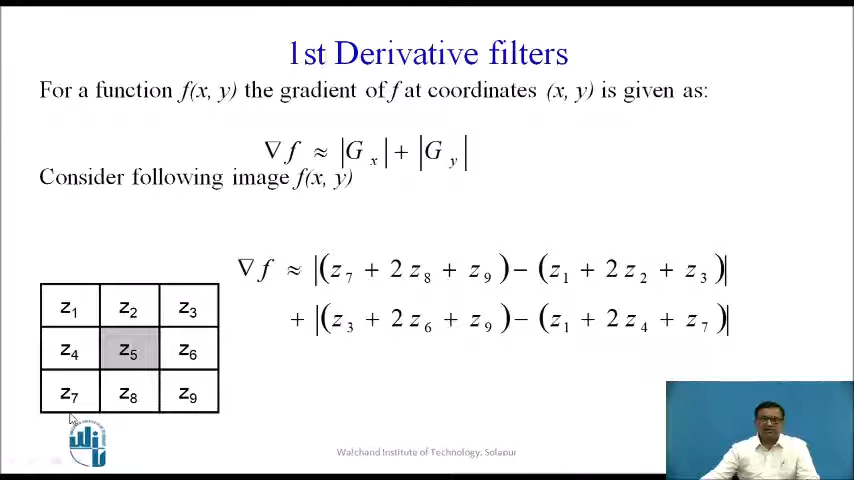 1st Derivative filters
For a function f(x, y) the gradient of f at coordinates (x, y) is given as:
∇f ≈ |Gₓ| + |G_y|
Consider following image f(x, y)
∇f ≈ |(z₇ + 2z₈ + z₉) − (z₁ + 2z₂ + z₃)|
+ |(z₃ + 2z₆ + z₉) − (z₁ + 2z₄ + z₇)|
z₁ z₂ z₃
z₄ z₅ z₆
z₇ z₈ z₉
Walchand Institute of Technology, Solapur